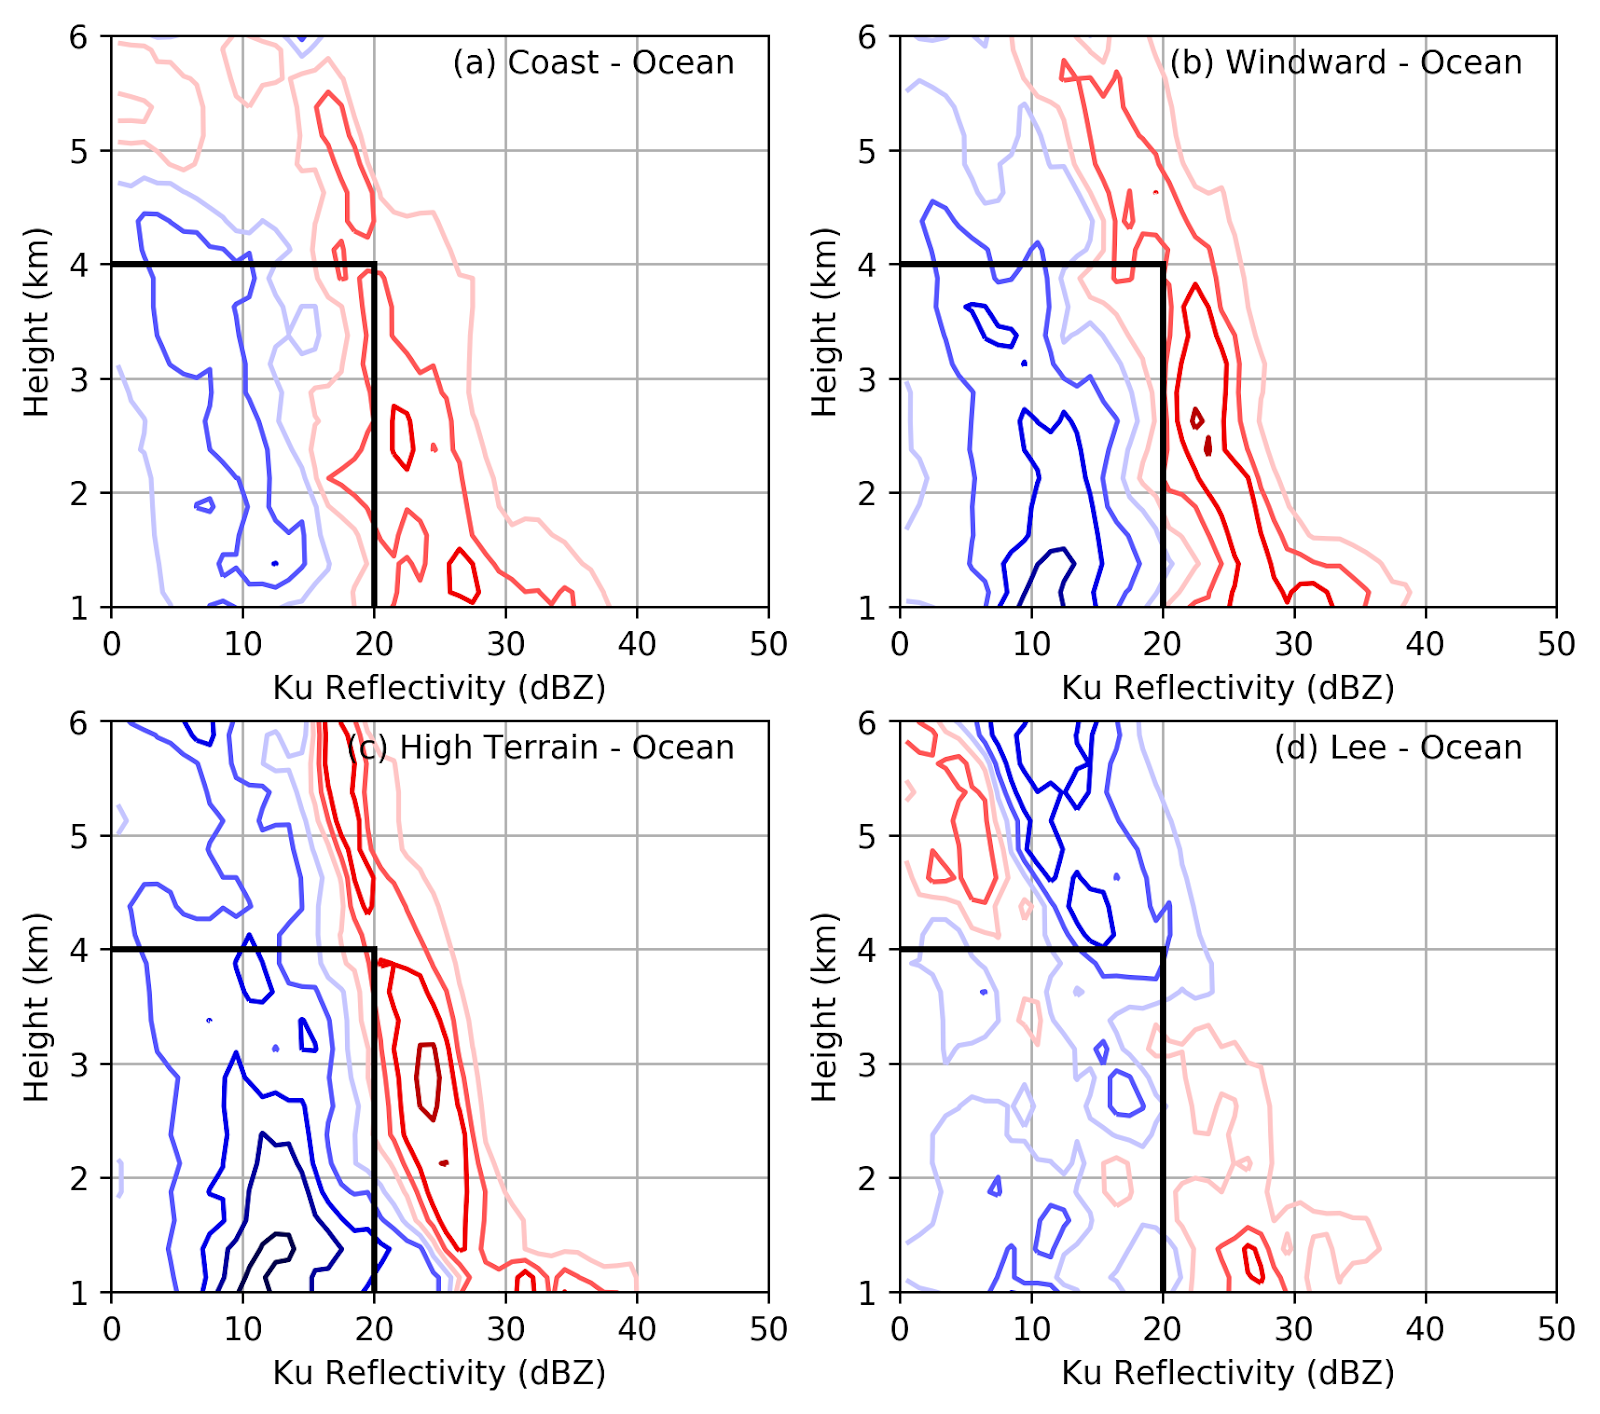 (a) Coast - Ocean
6
5
4
3
2
1
Height (km)
0 10 20 30 40 50
Ku Reflectivity (dBZ)
(b) Windward - Ocean
6
5
4
3
2
1
Height (km)
0 10 20 30 40 50
Ku Reflectivity (dBZ)
(c) High Terrain - Ocean
6
5
4
3
2
1
Height (km)
0 10 20 30 40 50
Ku Reflectivity (dBZ)
(d) Lee - Ocean
6
5
4
3
2
1
Height (km)
0 10 20 30 40 50
Ku Reflectivity (dBZ)